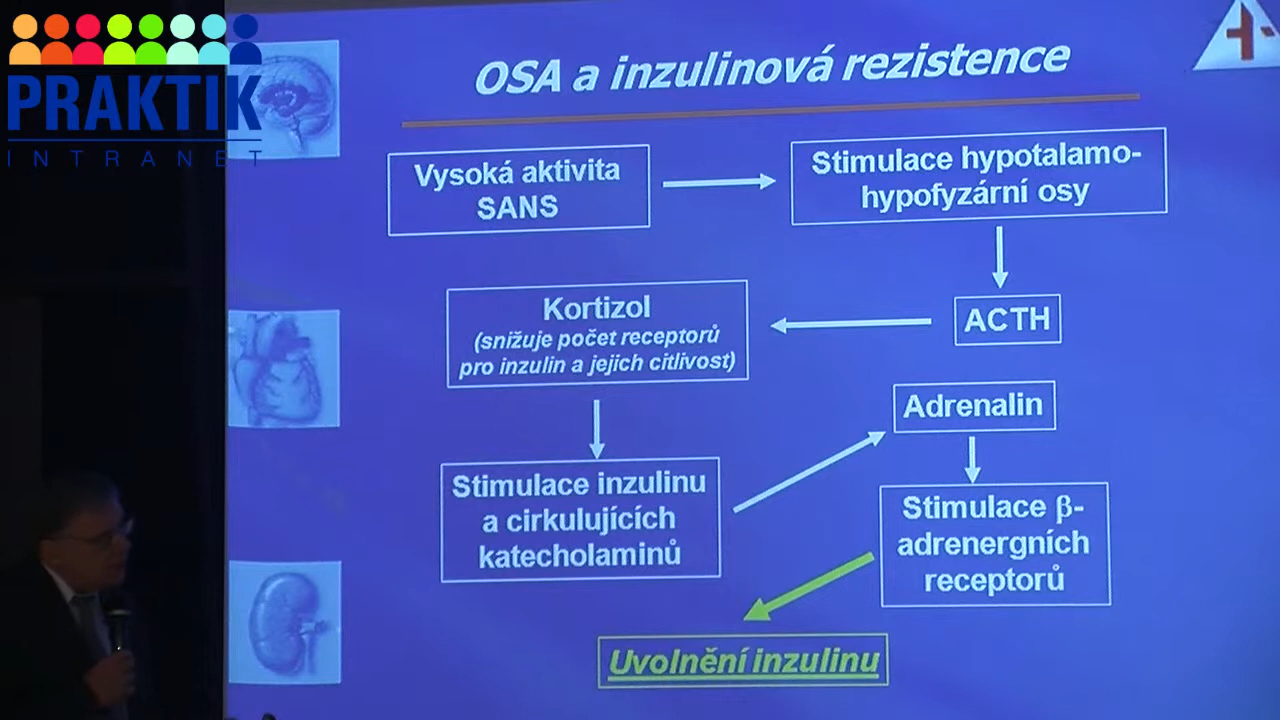 PRAKTIK
INTRANET
OSA a inzulinová rezistence
Vysoká aktivita
SANS
Stimulace hypotalamo-
hypofyzární osy
ACTH
Kortizol
(snižuje počet receptorů
pro inzulin a jejich citlivost)
Adrenalin
Stimulace inzulinu
a cirkulujících
katecholaminů
Stimulace β-
adrenergních
receptorů
Uvolnění inzulinu